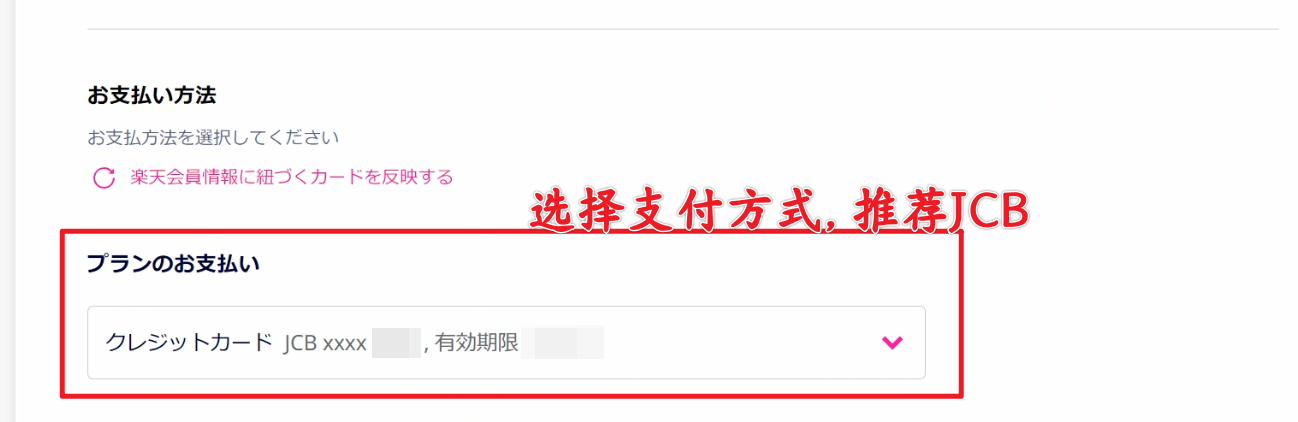 お支払い方法
お支払方法を選択してください
楽天会員情報に紐づくカードを反映する
选择支付方式,推荐JCB
プランのお支払い
クレジットカード JCB xxxx , 有効期限